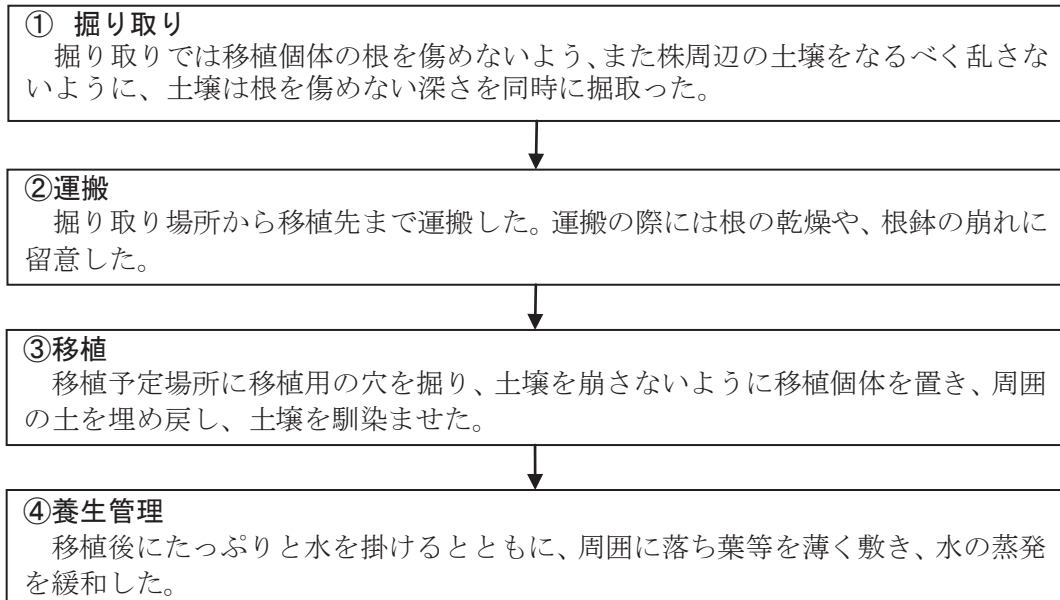 ① 掘り取り
掘り取りでは移植個体の根を傷めないよう、また株周辺の土壌をなるべく乱さな
いように、土壌は根を傷めない深さを同時に掘取った。
②運搬
掘り取り場所から移植先まで運搬した。運搬の際には根の乾燥や、根鉢の崩れに
留意した。
③移植
移植予定場所に移植用の穴を掘り、土壌を崩さないように移植個体を置き、周囲
の土を埋め戻し、土壌を馴染ませた。
④養生管理
移植後にたっぷりと水を掛けるとともに、周囲に落ち葉等を薄く敷き、水の蒸発
を緩和した。